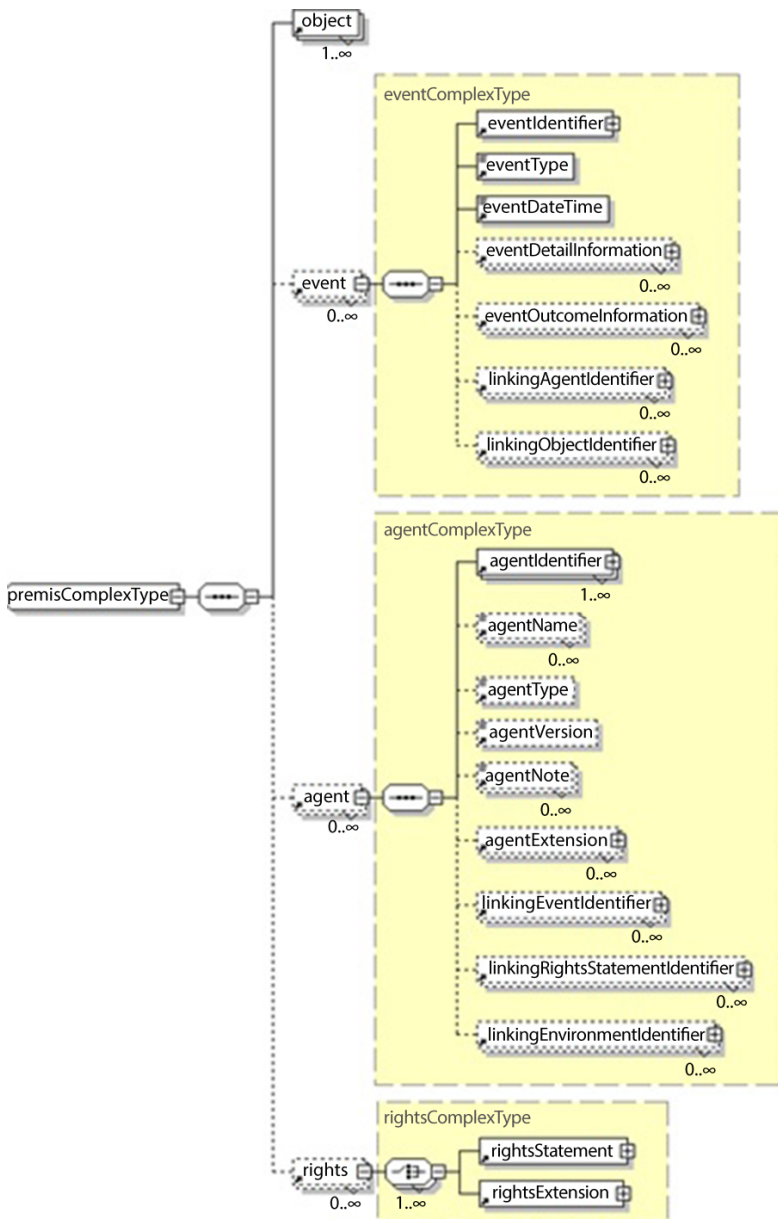 object
1..∞
eventComplexType
eventIdentifier
eventType
eventDateTime
eventDetailInformation
0..∞
event
0..∞
eventOutcomeInformation
0..∞
linkingAgentIdentifier
0..∞
linkingObjectIdentifier
0..∞
agentComplexType
agentIdentifier
1..∞
premisComplexType
agentName
0..∞
agentType
agentVersion
agentNote
0..∞
agent
0..∞
agentExtension
0..∞
linkingEventIdentifier
0..∞
linkingRightsStatementIdentifier
0..∞
linkingEnvironmentIdentifier
0..∞
rightsComplexType
rightsStatement
rights
0..∞
1..∞
rightsExtension